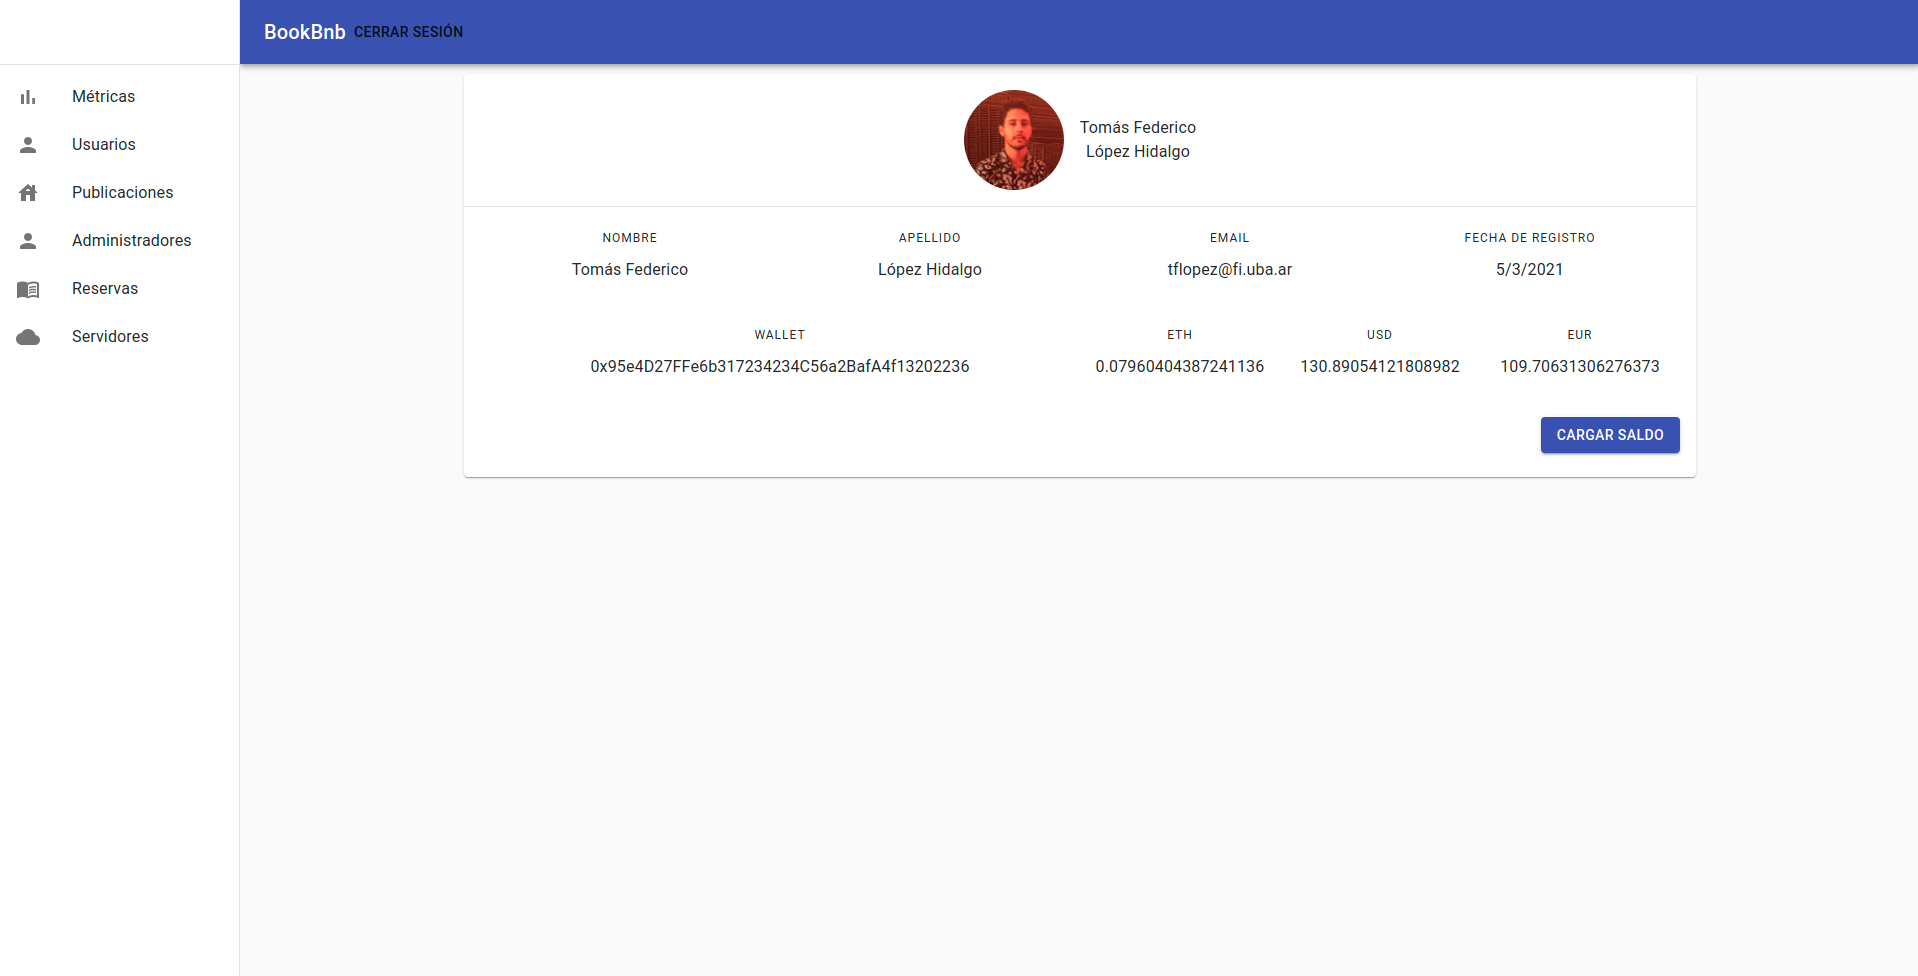 BookBnb CERRAR SESIÓN
Métricas
Usuarios
Publicaciones
Administradores
Reservas
Servidores
Tomás Federico
López Hidalgo
NOMBRE APELLIDO EMAIL FECHA DE REGISTRO
Tomás Federico López Hidalgo tflopez@fi.uba.ar 5/3/2021
WALLET ETH USD EUR
0x95e4D27FFe6b317234234C56a2BafA4f13202236 0.07960404387241136 130.89054121808982 109.70631306276373
CARGAR SALDO